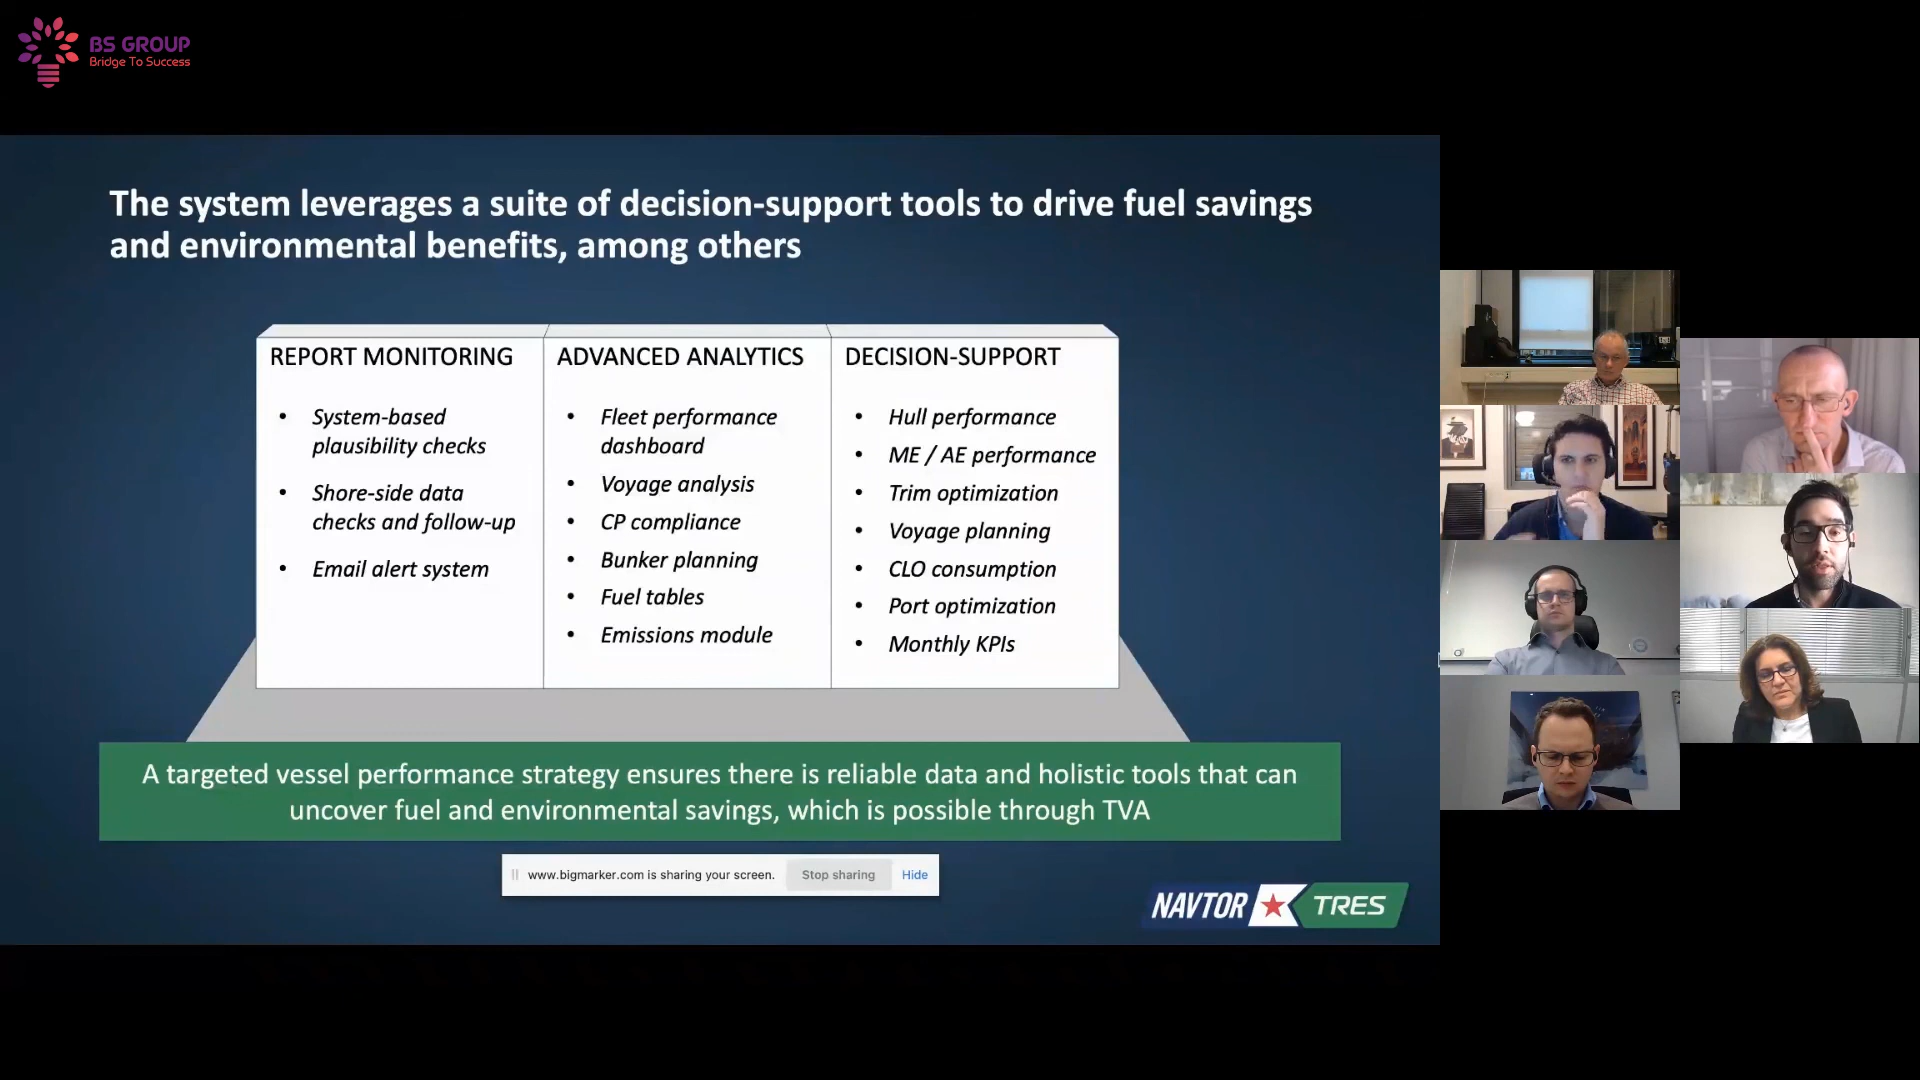 BS GROUP
Bridge To Success
The system leverages a suite of decision-support tools to drive fuel savings
and environmental benefits, among others
REPORT MONITORING
• System-based
plausibility checks
• Shore-side data
checks and follow-up
• Email alert system
ADVANCED ANALYTICS
• Fleet performance
dashboard
• Voyage analysis
• CP compliance
• Bunker planning
• Fuel tables
• Emissions module
DECISION-SUPPORT
• Hull performance
• ME / AE performance
• Trim optimization
• Voyage planning
• CLO consumption
• Port optimization
• Monthly KPIs
A targeted vessel performance strategy ensures there is reliable data and holistic tools that can
uncover fuel and environmental savings, which is possible through TVA
www.bigmarker.com is sharing your screen. Stop sharing Hide
NAVTOR TRES